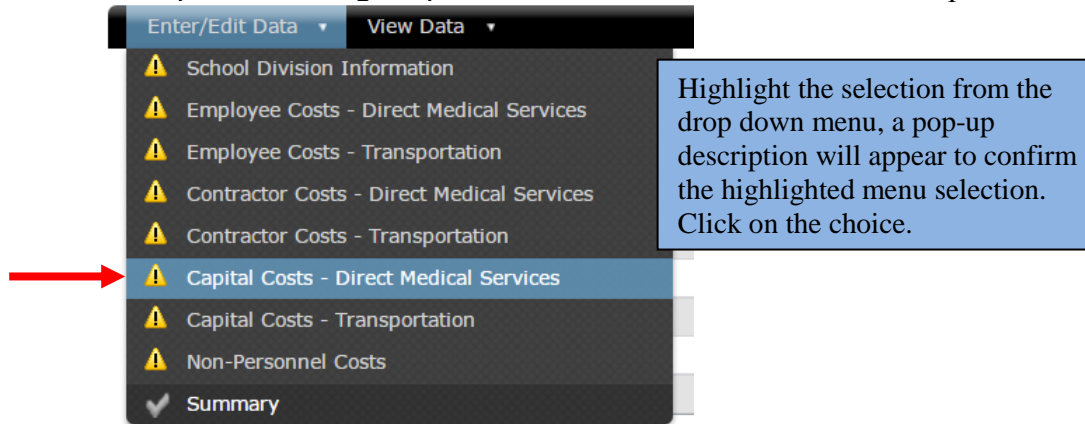 Enter/Edit Data ▾ View Data ▾
School Division Information
Employee Costs - Direct Medical Services
Employee Costs - Transportation
Contractor Costs - Direct Medical Services
Contractor Costs - Transportation
Capital Costs - Direct Medical Services
Capital Costs - Transportation
Non-Personnel Costs
Summary
Highlight the selection from the
drop down menu, a pop-up
description will appear to confirm
the highlighted menu selection.
Click on the choice.